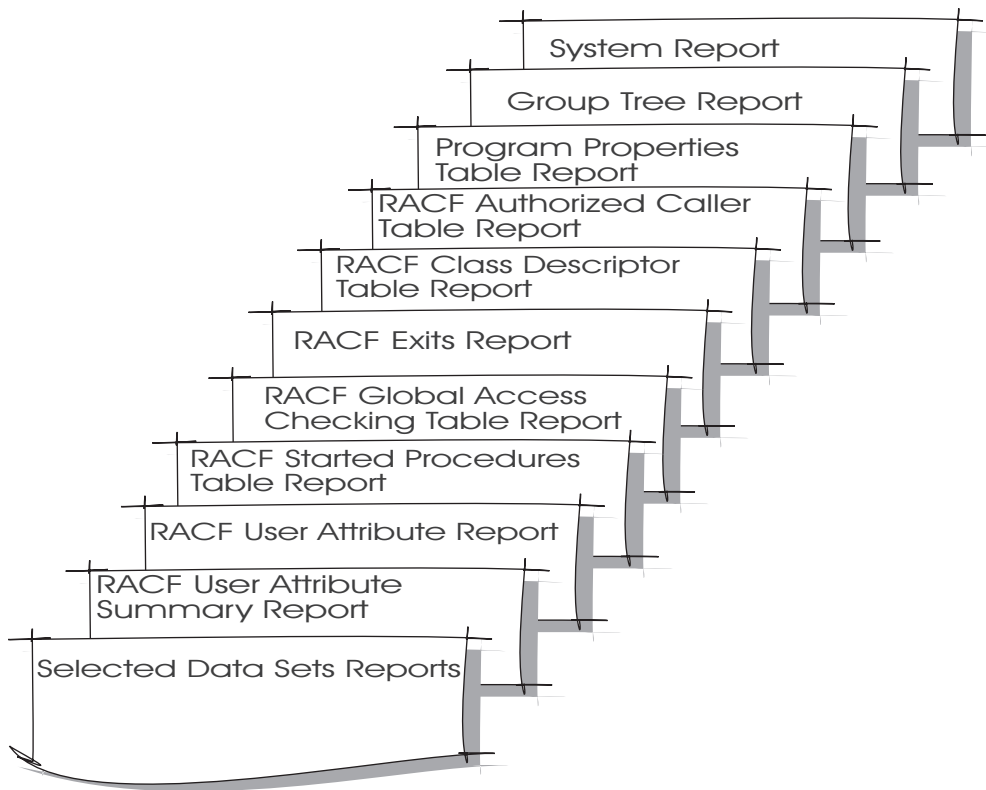 System Report
Group Tree Report
Program Properties
Table Report
RACF Authorized Caller
Table Report
RACF Class Descriptor
Table Report
RACF Exits Report
RACF Global Access
Checking Table Report
RACF Started Procedures
Table Report
RACF User Attribute Report
RACF User Attribute
Summary Report
Selected Data Sets Reports